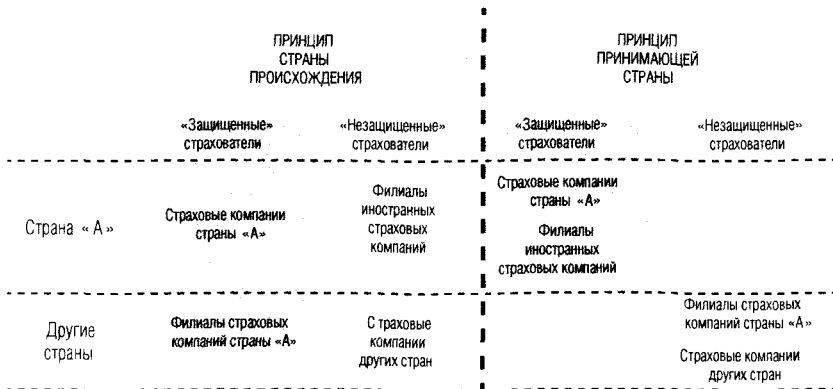 ПРИНЦИП
СТРАНЫ
ПРОИСХОЖДЕНИЯ
ПРИНЦИП
ПРИНИМАЮЩЕЙ
СТРАНЫ
«Защищенные»
страхователи
«Незащищенные»
страхователи
«Защищенные»
страхователи
«Незащищенные»
страхователи
Страна «А»
Страховые компании
страны «А»
Филиалы
иностранных
страховых
компаний
Страховые компании
страны «А»
Филиалы
иностранных
страховых компаний
Другие
страны
Филиалы страховых
компаний страны «А»
Страховые
компании
других стран
Филиалы страховых
компаний страны «А»
Страховые компании
других стран